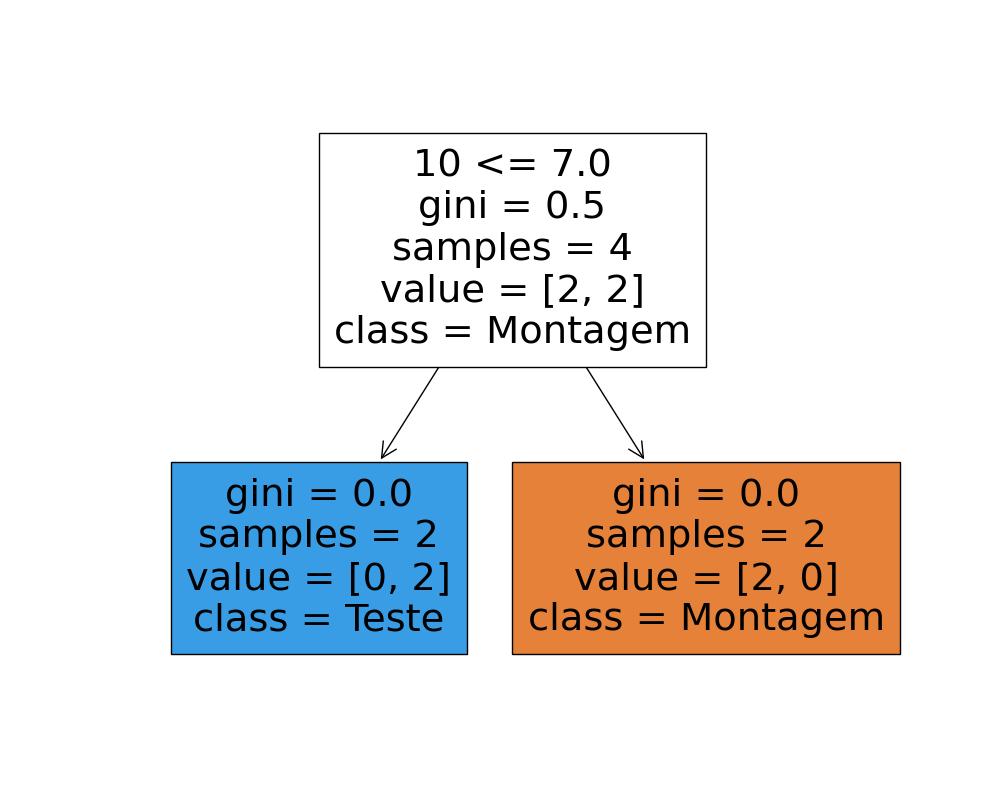 10 <= 7.0
gini = 0.5
samples = 4
value = [2, 2]
class = Montagem
gini = 0.0
samples = 2
value = [0, 2]
class = Teste
gini = 0.0
samples = 2
value = [2, 0]
class = Montagem